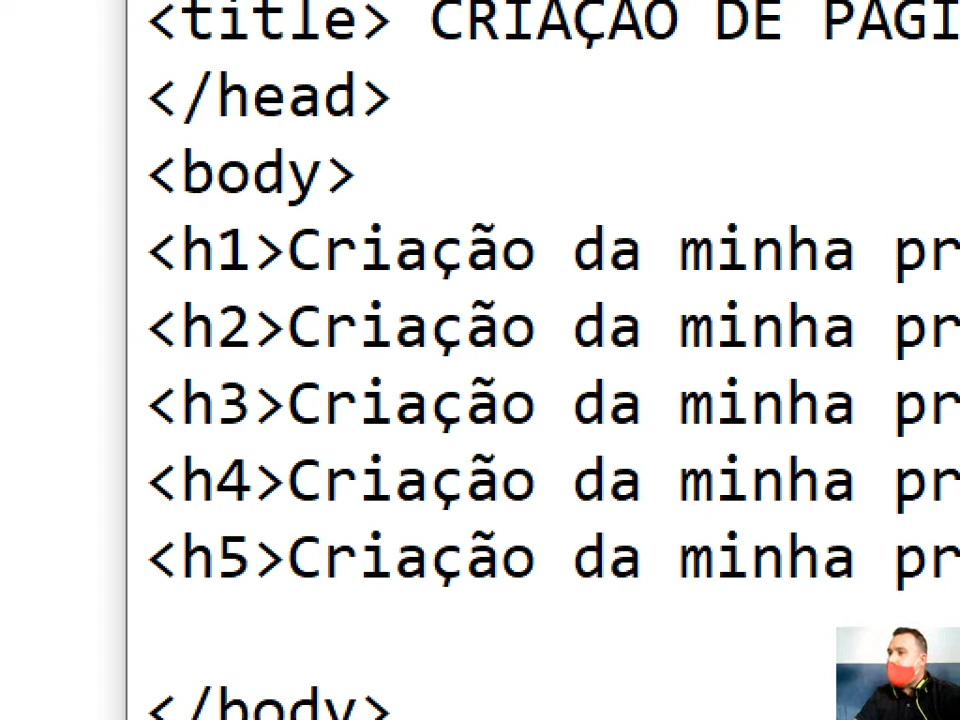 <title> CRIAÇÃO DE PAGI
</head>
<body>
<h1>Criação da minha pr
<h2>Criação da minha pr
<h3>Criação da minha pr
<h4>Criação da minha pr
<h5>Criação da minha pr
</body>